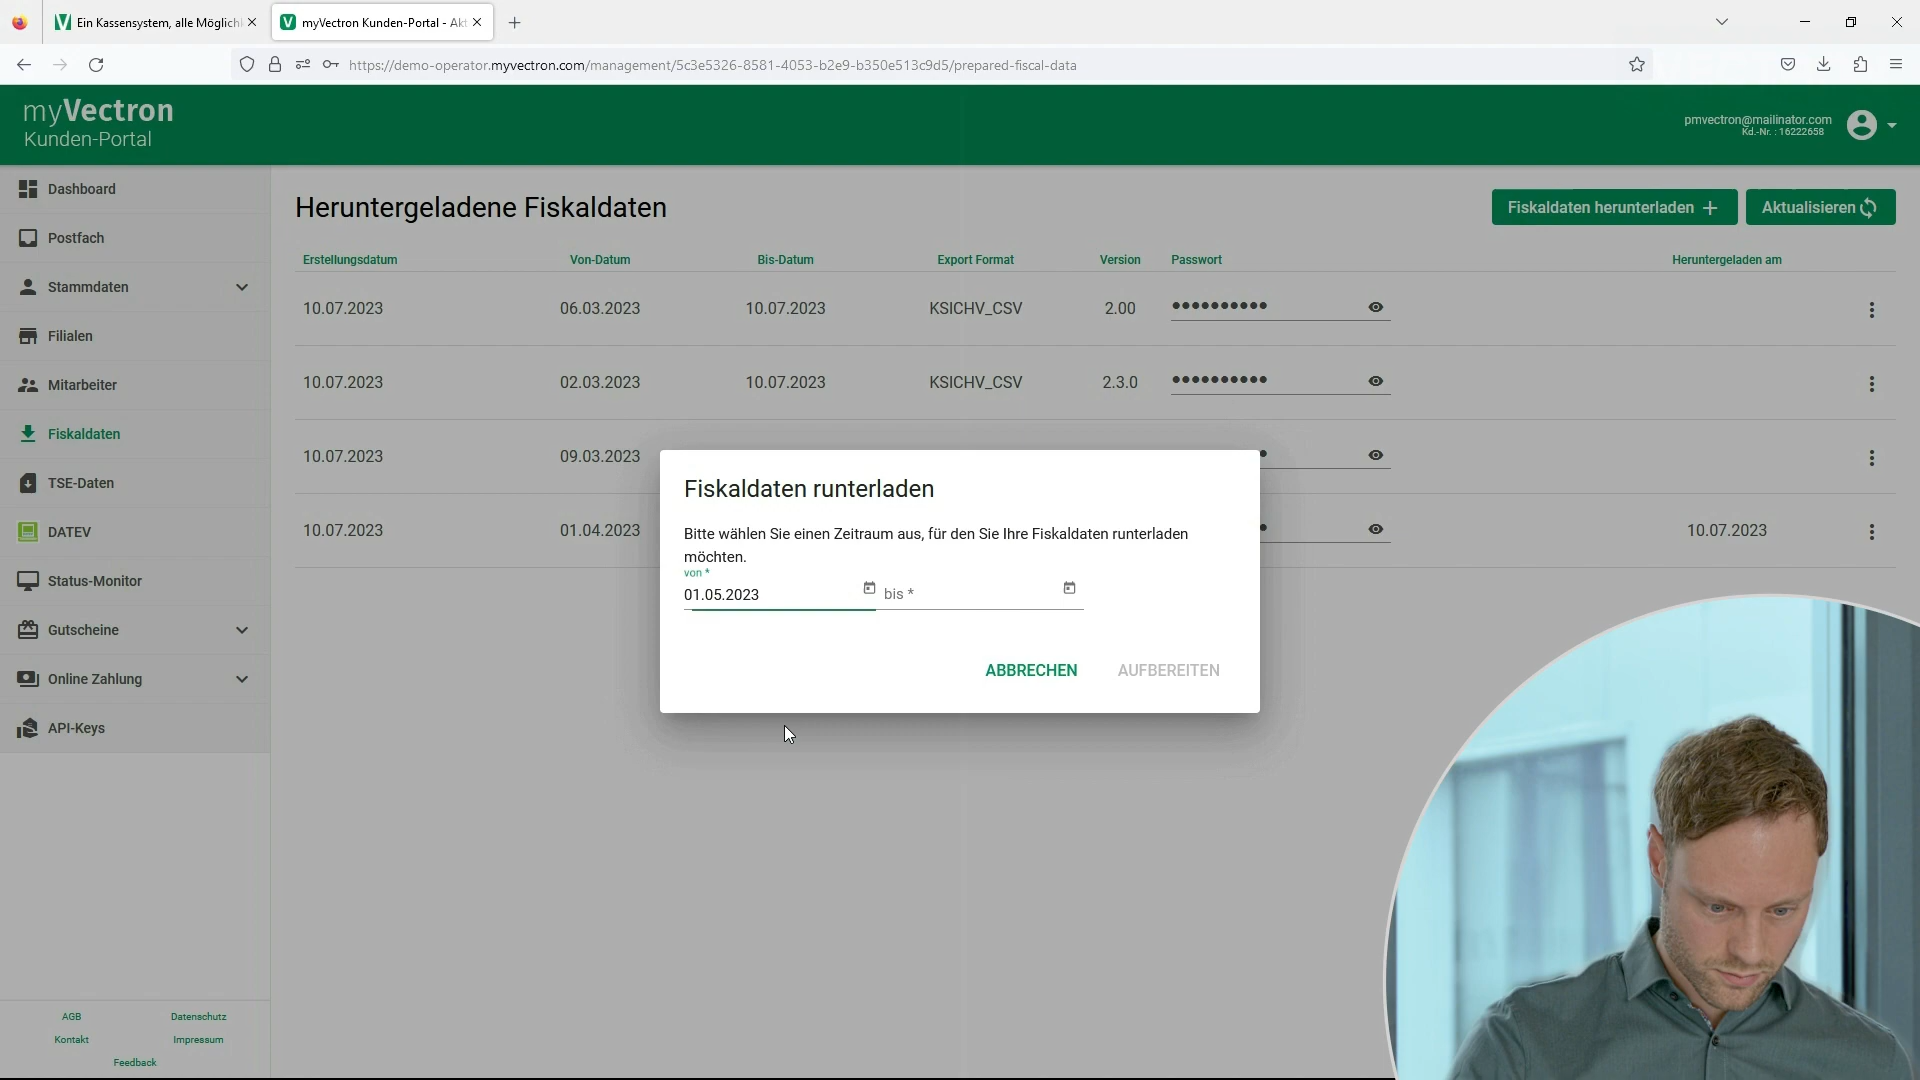 Ein Kassensystem, alle Möglich
myVectron Kunden-Portal - Akt
https://demo-operator.myvectron.com/management/5c3e5326-8581-4053-b2e9-b350e513c9d5/prepared-fiscal-data
myVectron
Kunden-Portal
pmvectron@mailinator.com
Kd.-Nr. : 16222658
Dashboard
Postfach
Stammdaten
Filialen
Mitarbeiter
Fiskaldaten
TSE-Daten
DATEV
Status-Monitor
Gutscheine
Online Zahlung
API-Keys
AGB Datenschutz
Kontakt Impressum
Feedback
Heruntergeladene Fiskaldaten
Fiskaldaten herunterladen
Aktualisieren
Erstellungsdatum Von-Datum Bis-Datum Export Format Version Passwort Heruntergeladen am
10.07.2023 06.03.2023 10.07.2023 KSICHV_CSV 2.00 ••••••••••
10.07.2023 02.03.2023 10.07.2023 KSICHV_CSV 2.3.0 ••••••••••
10.07.2023 09.03.2023
10.07.2023 01.04.2023 10.07.2023
Fiskaldaten runterladen
Bitte wählen Sie einen Zeitraum aus, für den Sie Ihre Fiskaldaten runterladen
möchten.
von *
01.05.2023 bis *
ABBRECHEN AUFBEREITEN